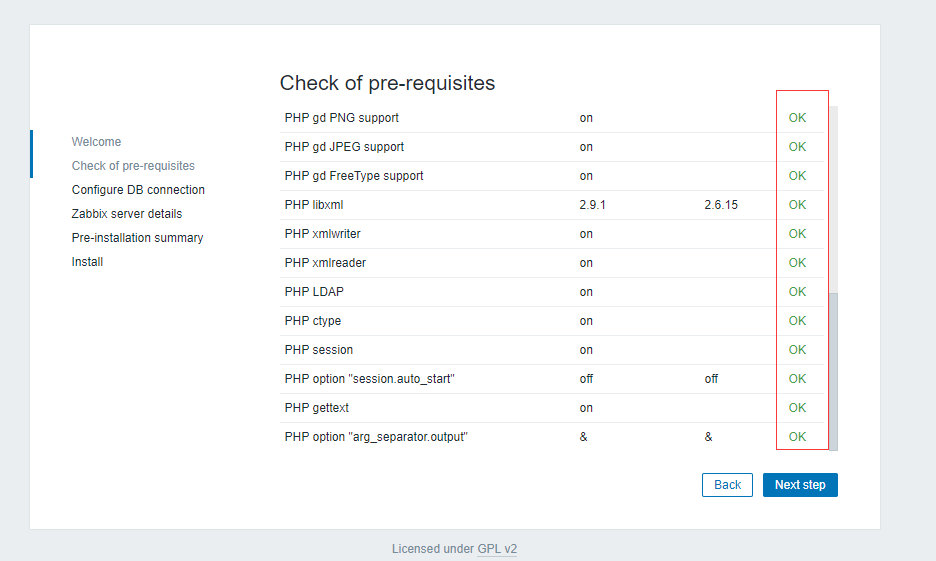 Check of pre-requisites
Welcome
Check of pre-requisites
Configure DB connection
Zabbix server details
Pre-installation summary
Install
PHP gd PNG support on OK
PHP gd JPEG support on OK
PHP gd FreeType support on OK
PHP libxml 2.9.1 2.6.15 OK
PHP xmlwriter on OK
PHP xmlreader on OK
PHP LDAP on OK
PHP ctype on OK
PHP session on OK
PHP option "session.auto_start" off off OK
PHP gettext on OK
PHP option "arg_separator.output" & & OK
Back Next step
Licensed under GPL v2